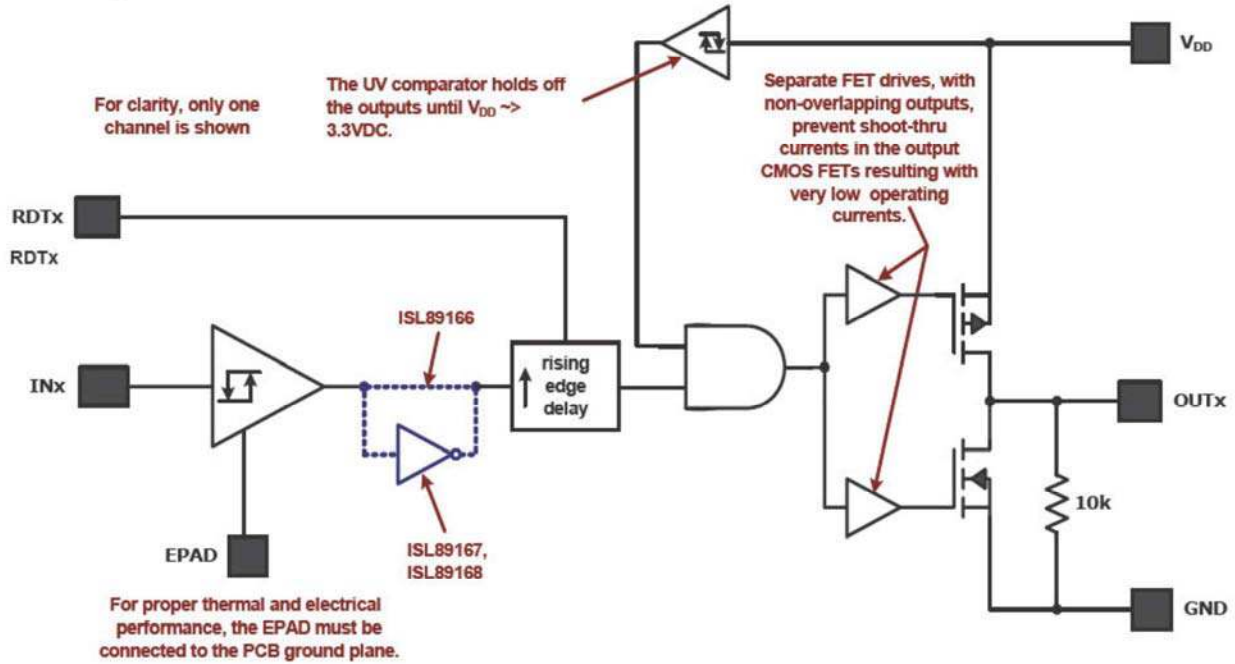 V_DD
The UV comparator holds off
the outputs until V_DD ~>
3.3VDC.
For clarity, only one
channel is shown
Separate FET drives, with
non-overlapping outputs,
prevent shoot-thru
currents in the output
CMOS FETs resulting with
very low operating
currents.
RDTx
RDTx
ISL89166
INx
rising
edge
delay
OUTx
10k
EPAD
ISL89167,
ISL89168
For proper thermal and electrical
performance, the EPAD must be
connected to the PCB ground plane.
GND